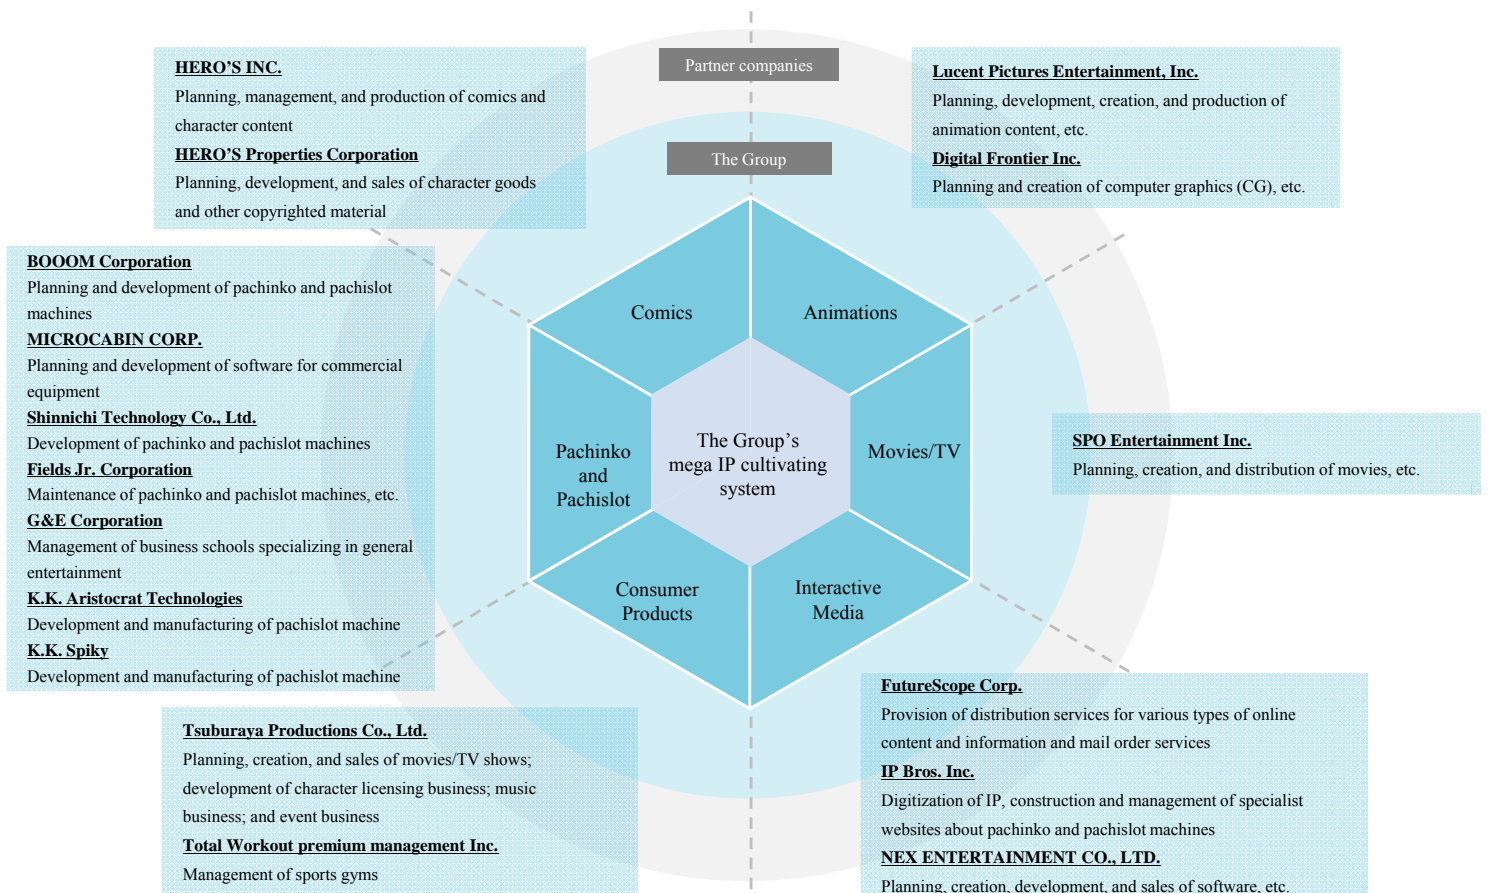 Partner companies
The Group
HERO’S INC.
Planning, management, and production of comics and
character content
HERO’S Properties Corporation
Planning, development, and sales of character goods
and other copyrighted material
Lucent Pictures Entertainment, Inc.
Planning, development, creation, and production of
animation content, etc.
Digital Frontier Inc.
Planning and creation of computer graphics (CG), etc.
BOOOM Corporation
Planning and development of pachinko and pachislot
machines
MICROCABIN CORP.
Planning and development of software for commercial
equipment
Shinnichi Technology Co., Ltd.
Development of pachinko and pachislot machines
Fields Jr. Corporation
Maintenance of pachinko and pachislot machines, etc.
G&E Corporation
Management of business schools specializing in general
entertainment
K.K. Aristocrat Technologies
Development and manufacturing of pachislot machine
K.K. Spiky
Development and manufacturing of pachislot machine
Comics
Animations
Pachinko
and
Pachislot
The Group’s
mega IP cultivating
system
Movies/TV
Consumer
Products
Interactive
Media
SPO Entertainment Inc.
Planning, creation, and distribution of movies, etc.
Tsuburaya Productions Co., Ltd.
Planning, creation, and sales of movies/TV shows;
development of character licensing business; music
business; and event business
Total Workout premium management Inc.
Management of sports gyms
FutureScope Corp.
Provision of distribution services for various types of online
content and information and mail order services
IP Bros. Inc.
Digitization of IP, construction and management of specialist
websites about pachinko and pachislot machines
NEX ENTERTAINMENT CO., LTD.
Planning, creation, development, and sales of software, etc.